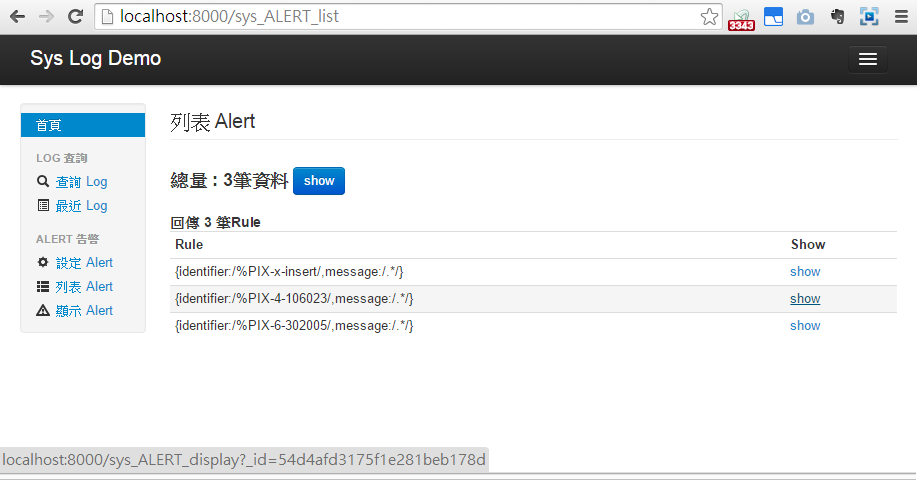 localhost:8000/sys_ALERT_list
3343
Sys Log Demo
首頁
LOG 查詢
查詢 Log
最近 Log
ALERT 告警
設定 Alert
列表 Alert
顯示 Alert
列表 Alert
總量 : 3筆資料 show
回傳 3 筆Rule
Rule Show
{identifier:/%PIX-x-insert/,message:/.*/} show
{identifier:/%PIX-4-106023/,message:/.*/} show
{identifier:/%PIX-6-302005/,message:/.*/} show
localhost:8000/sys_ALERT_display?_id=54d4afd3175f1e281beb178d